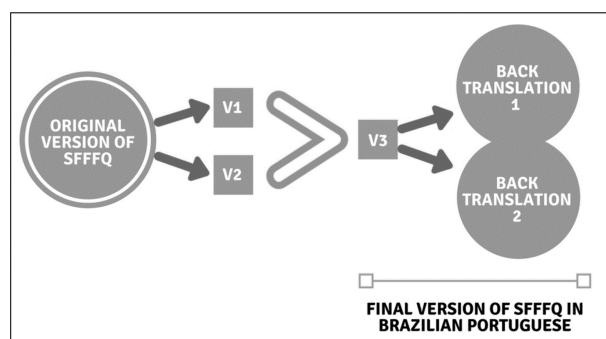 ORIGINAL
VERSION OF
SFFFQ
V1
V2
V3
BACK
TRANSLATION
1
BACK
TRANSLATION
2
FINAL VERSION OF SFFFQ IN
BRAZILIAN PORTUGUESE